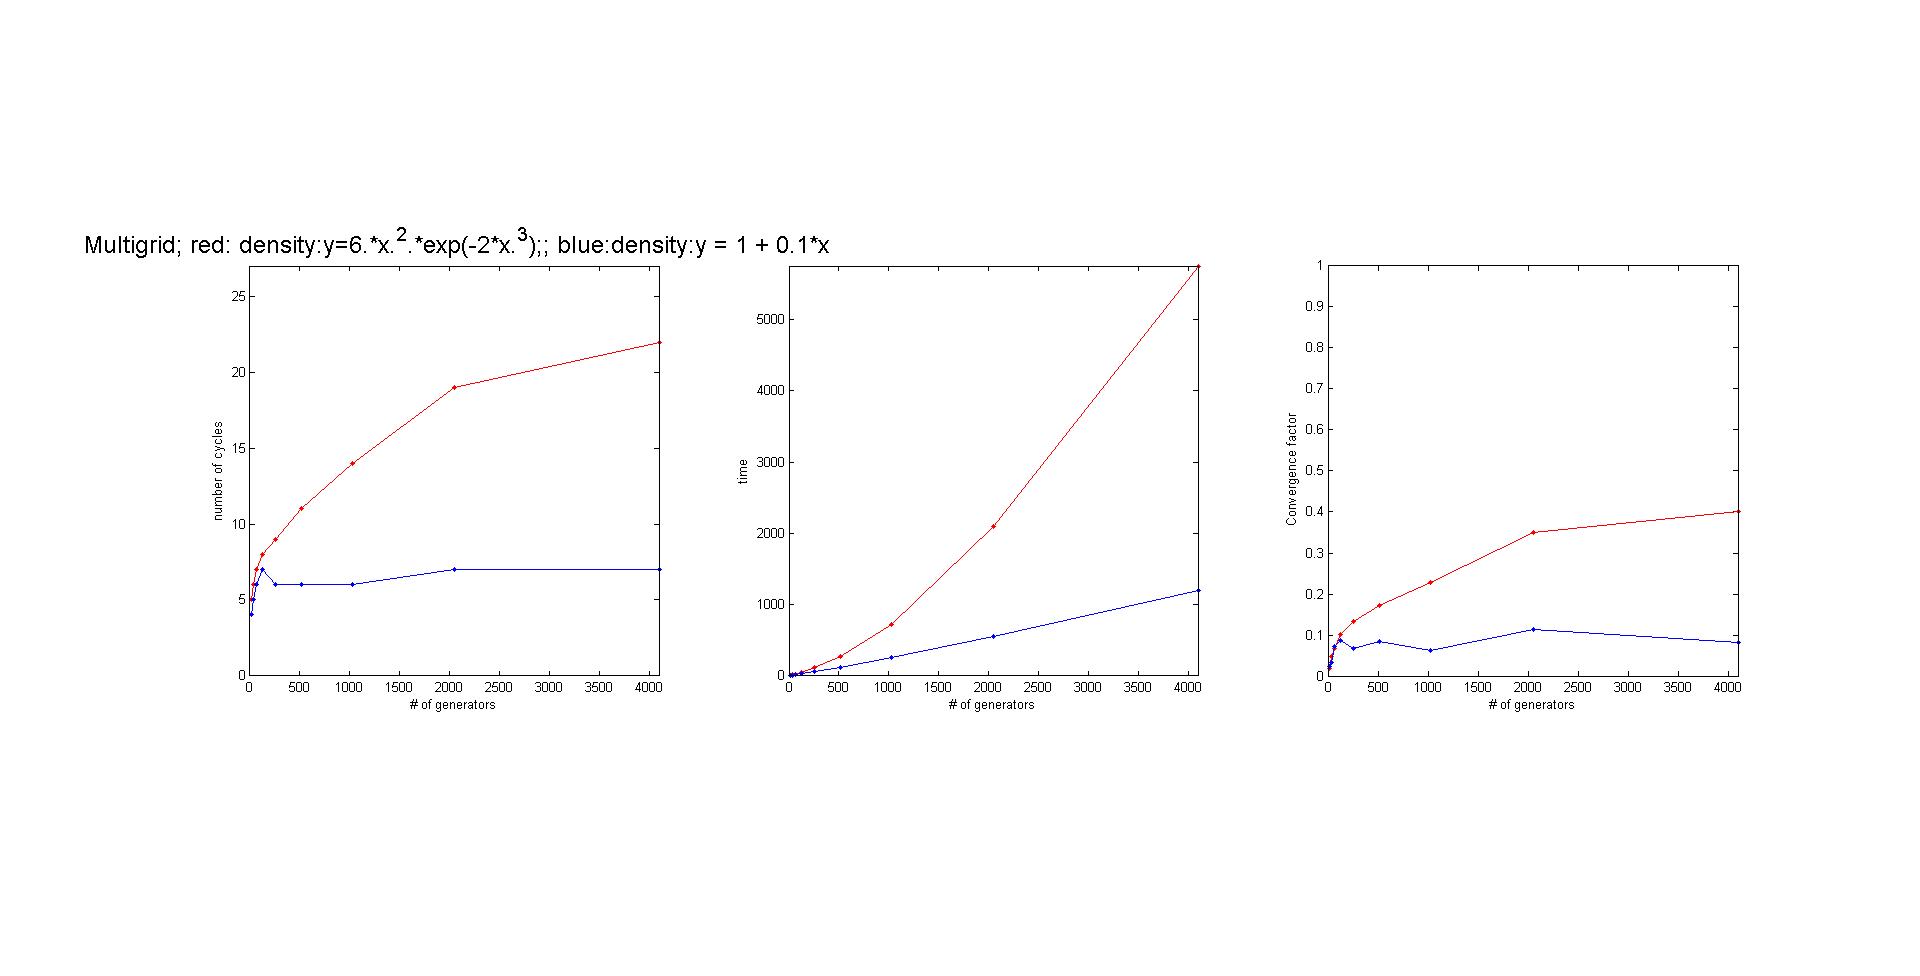 Multigrid; red: density:y=6.*x.2.*exp(-2*x.3);; blue:density:y = 1 + 0.1*x
25
20
15
10
5
0
number of cycles
0 500 1000 1500 2000 2500 3000 3500 4000
# of generators
5000
4000
3000
2000
1000
0
time
0 500 1000 1500 2000 2500 3000 3500 4000
# of generators
1
0.9
0.8
0.7
0.6
0.5
0.4
0.3
0.2
0.1
0
Convergence factor
0 500 1000 1500 2000 2500 3000 3500 4000
# of generators